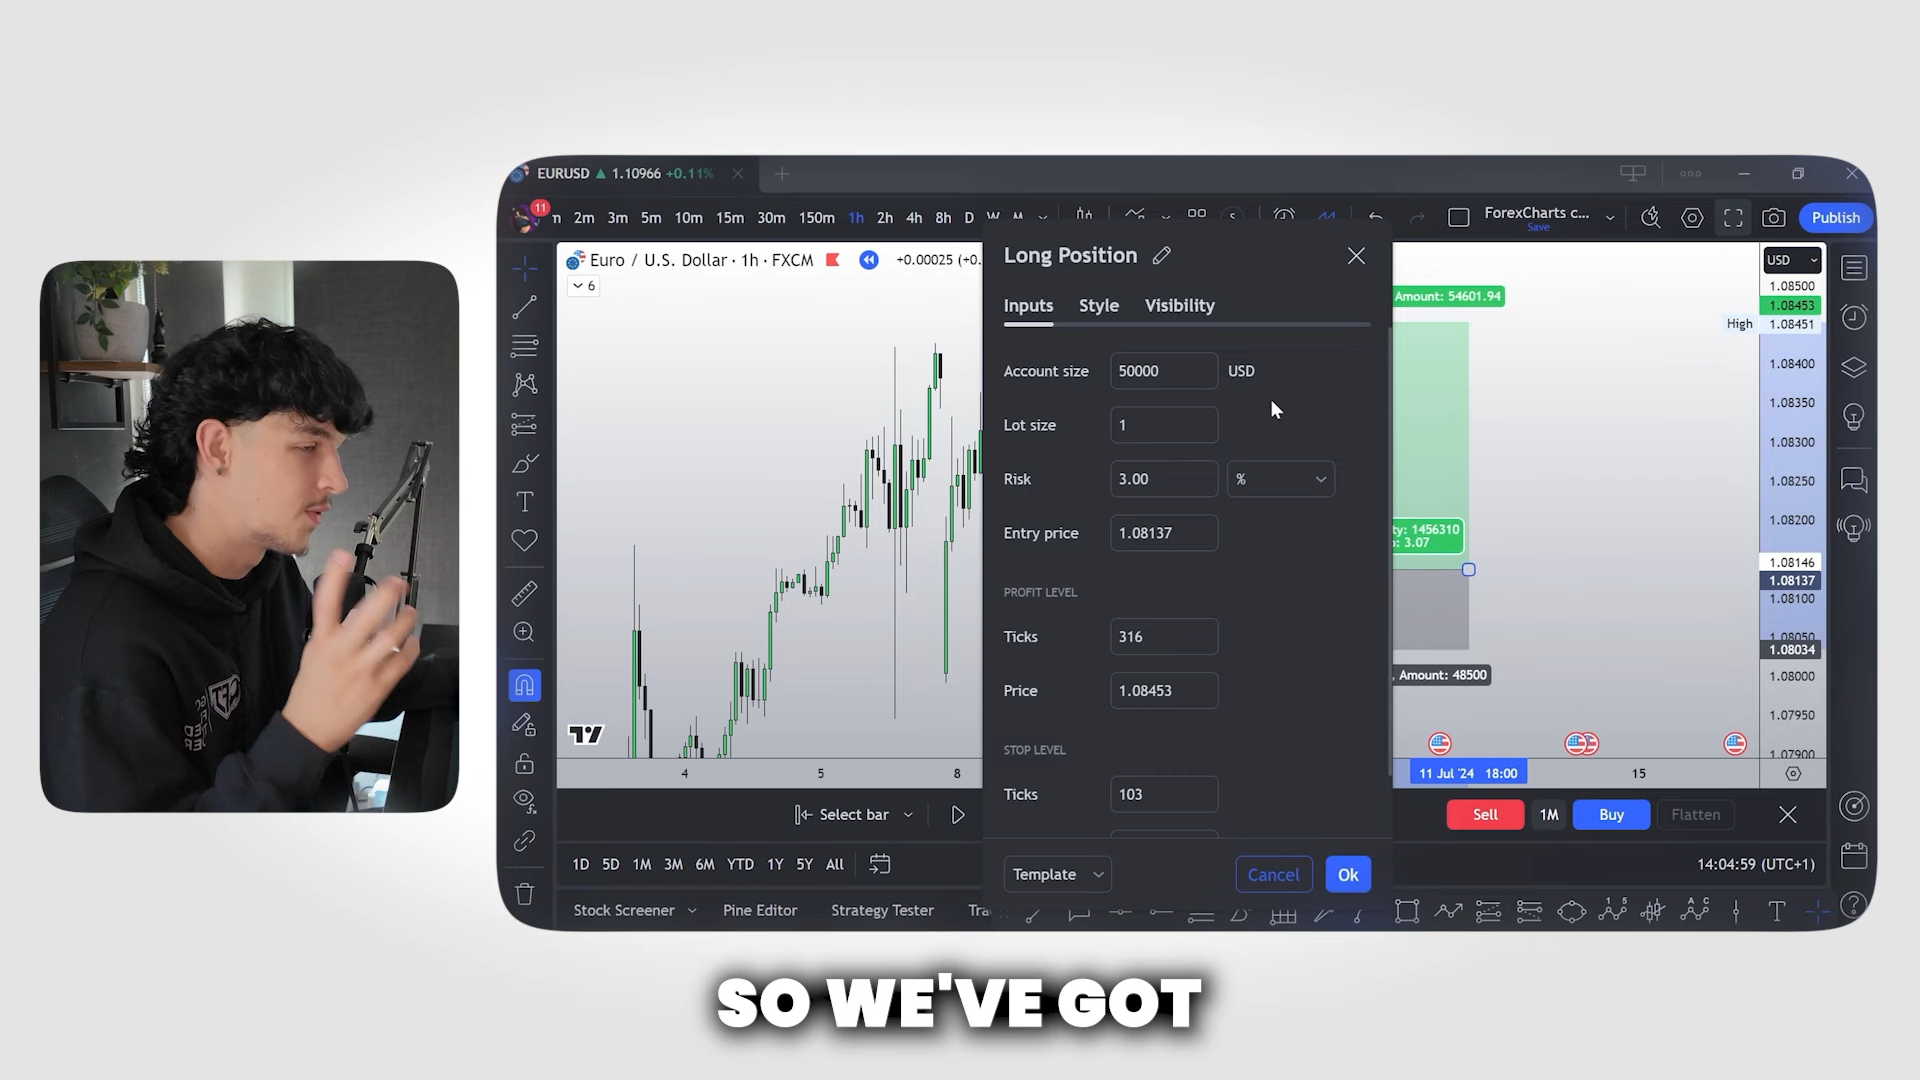 EURUSD 1.10966 +0.11%
11
m 2m 3m 5m 10m 15m 30m 150m 1h 2h 4h 8h D W M
ForexCharts c...
Save
Publish
Euro / U.S. Dollar · 1h · FXCM +0.00025 (+0.
6
Long Position
Inputs Style Visibility
Account size 50000 USD
Lot size 1
Risk 3.00 %
Entry price 1.08137
PROFIT LEVEL
Ticks 316
Price 1.08453
STOP LEVEL
Ticks 103
Template Cancel Ok
Amount: 54601.94
ty: 1456310
o: 3.07
, Amount: 48500
USD
1.08500
1.08453
High 1.08451
1.08400
1.08350
1.08300
1.08250
1.08200
1.08146
1.08137
1.08100
1.08050
1.08034
1.08000
1.07950
1.07900
4 5 8 11 Jul '24 18:00 15
Select bar
Sell 1M Buy Flatten
1D 5D 1M 3M 6M YTD 1Y 5Y All
14:04:59 (UTC+1)
Stock Screener Pine Editor Strategy Tester Tra
SO WE'VE GOT